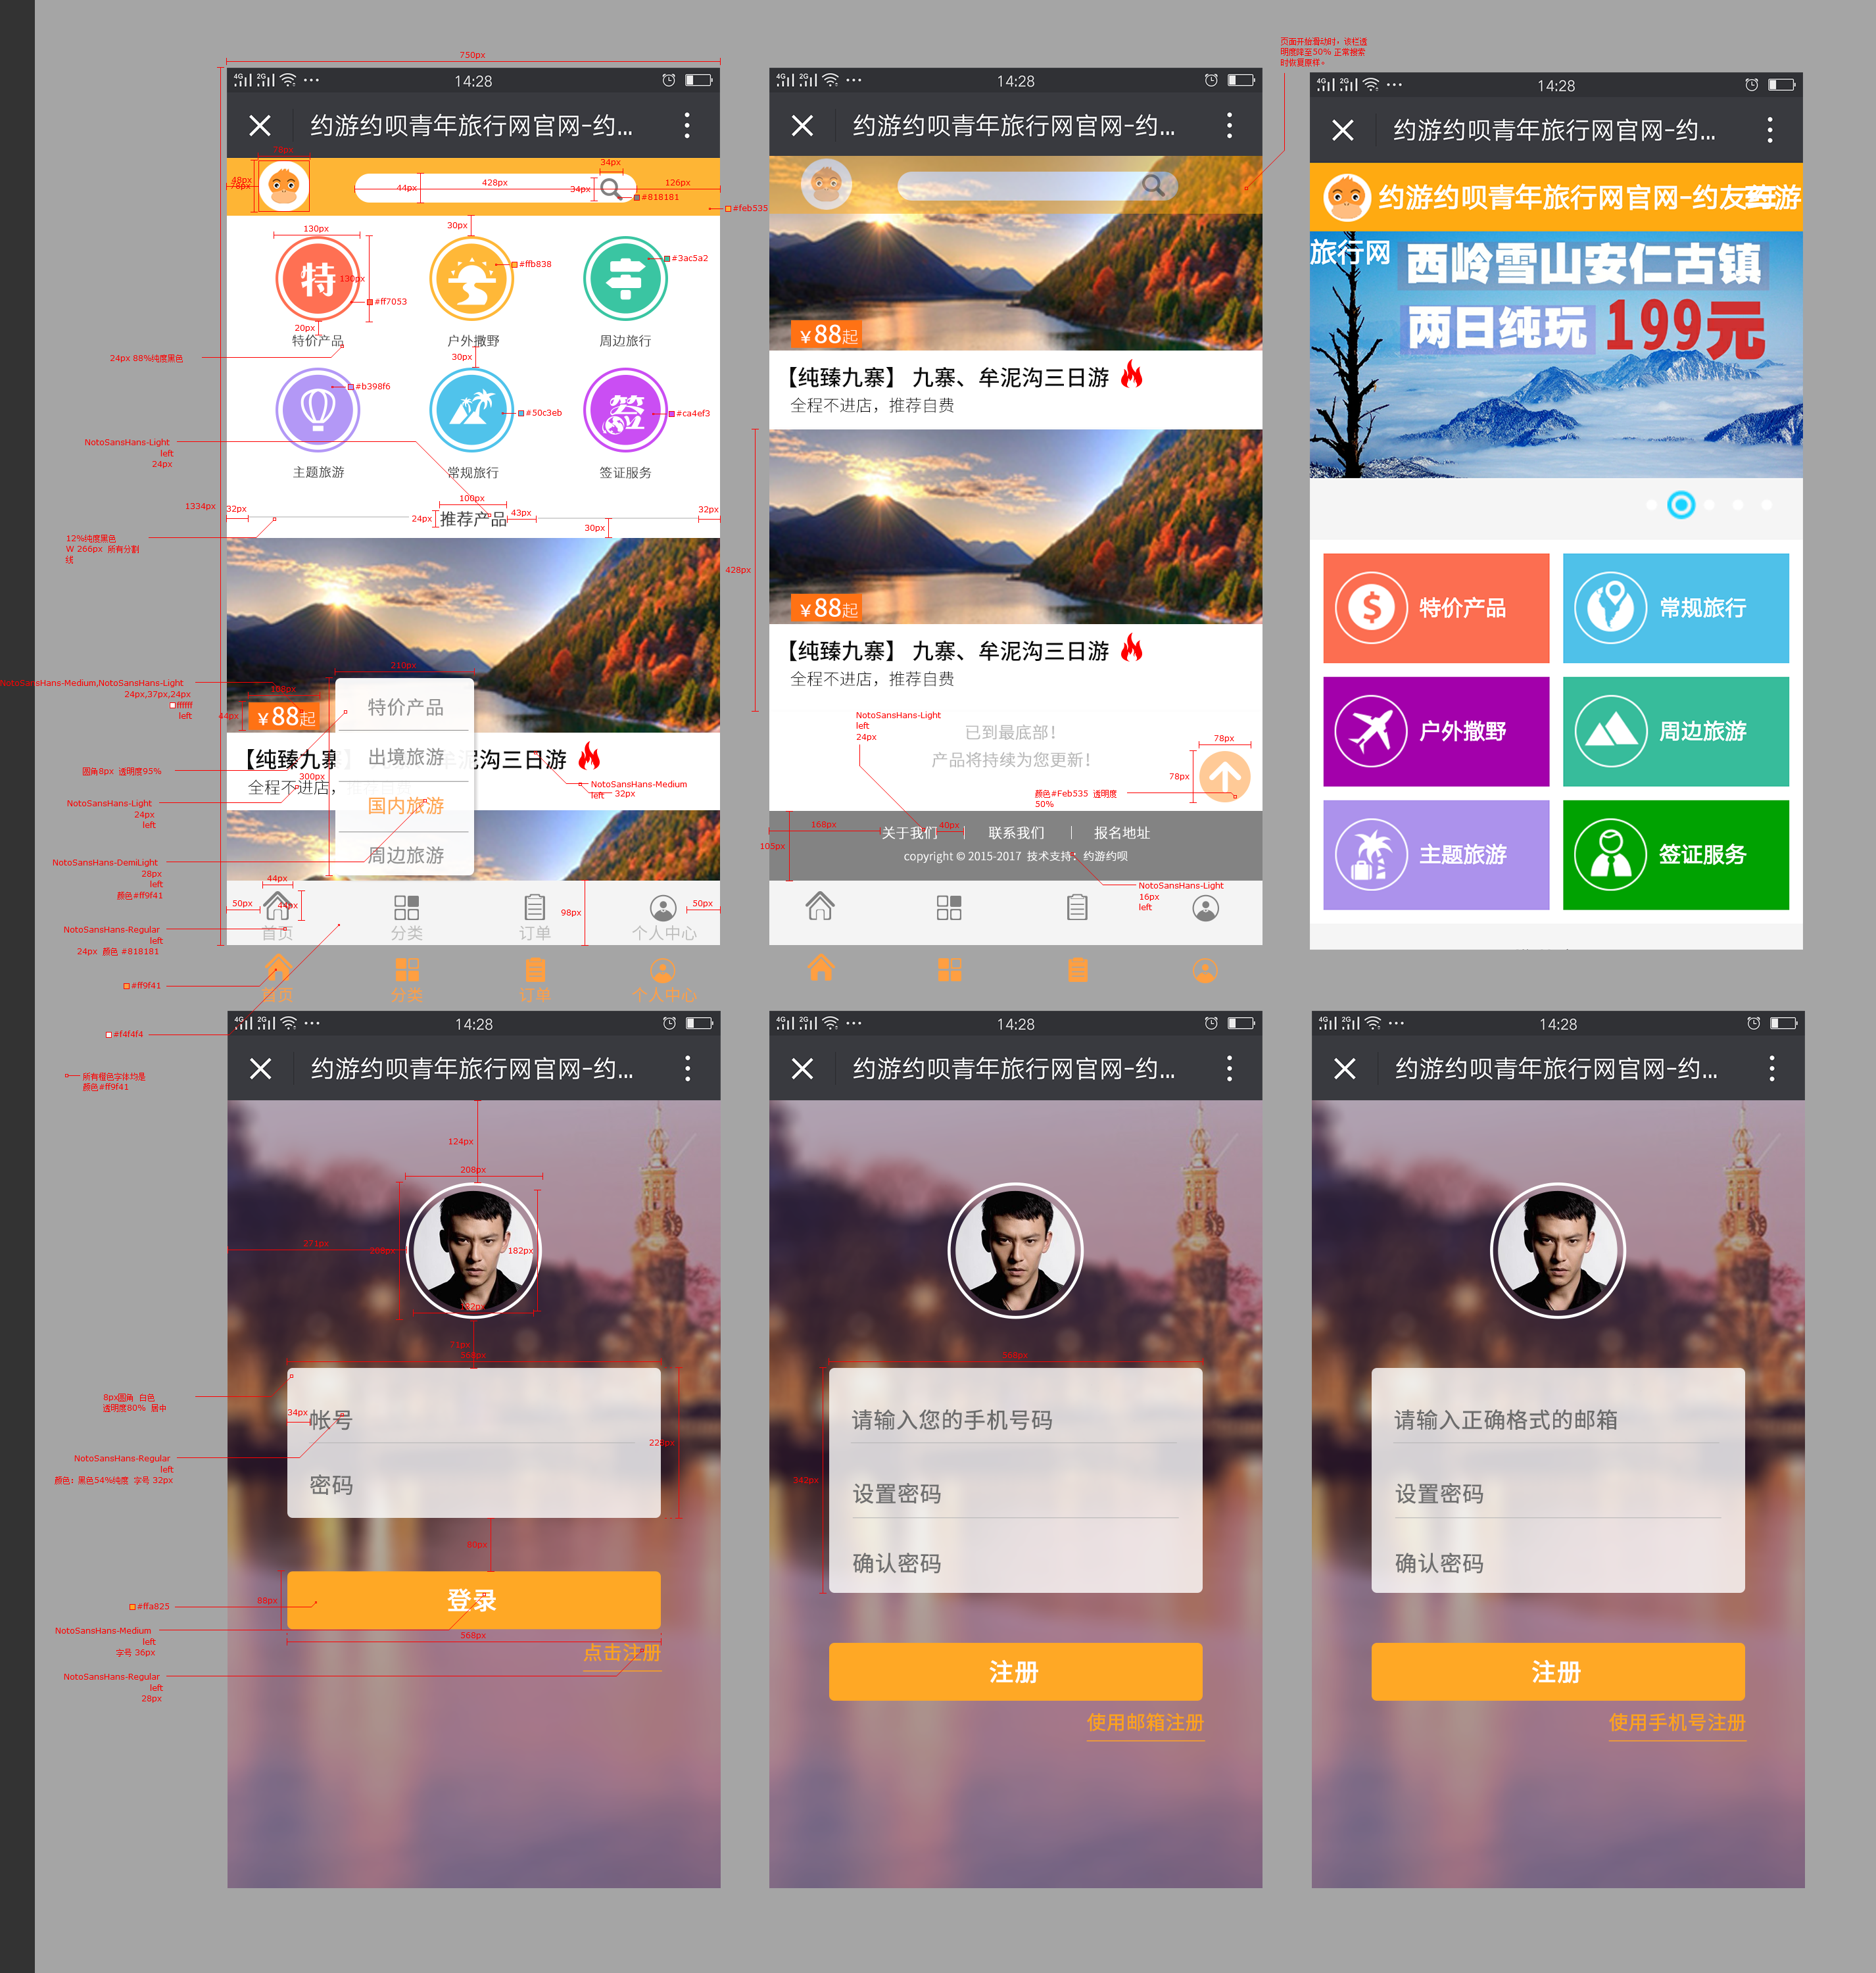 750px
4G 2G 14:28
约游约呗青年旅行网官网-约...
70px
48px
78px
44px
428px
34px
34px
126px
#818181
#feb535
130px
30px
130px
特
#ffb838
#3ac5a2
#ff7053
20px
特价产品
户外撒野
周边旅行
24px 88%纯度黑色
30px
#b398f6
#50c3eb
签证
#ca4ef3
NotoSansHans-Light
left
24px
主题旅游
常规旅行
签证服务
1334px
32px
100px
24px
推荐产品
43px
30px
32px
12%纯度黑色
W 266px 所有分割
线
NotoSansHans-Medium,NotoSansHans-Light
24px,37px,24px
ffffff
left
210px
168px
44px
¥88起
特价产品
出境旅游
国内旅游
周边旅游
圆角8px 透明度95%
300px
【纯臻九寨】 九寨、牟泥沟三日游
全程不进店，推荐自费
NotoSansHans-Medium
left 32px
NotoSansHans-Light
24px
left
NotoSansHans-DemiLight
28px
left
颜色#ff9f41
44px
50px
44px
98px
50px
首页
分类
订单
个人中心
NotoSansHans-Regular
left
24px 颜色 #818181
#ff9f41
首页
分类
订单
个人中心
#f4f4f4
所有橙色字体均是
颜色#ff9f41
4G 2G 14:28
约游约呗青年旅行网官网-约...
¥88起
【纯臻九寨】 九寨、牟泥沟三日游
全程不进店，推荐自费
428px
¥88起
【纯臻九寨】 九寨、牟泥沟三日游
全程不进店，推荐自费
NotoSansHans-Light
left
24px
已到最底部！
产品将持续为您更新！
78px
78px
颜色#Feb535 透明度
50%
168px
40px
105px
关于我们
联系我们
报名地址
copyright © 2015-2017 技术支持：约游约呗
NotoSansHans-Light
16px
left
页面开始滑动时，该栏透
明度降至50% 正常搜索
时恢复原样。
4G 2G 14:28
约游约呗青年旅行网官网-约...
约游约呗青年旅行网官网-约友
旅行网
西岭雪山安仁古镇
两日纯玩 199元
特价产品
常规旅行
户外撒野
周边旅游
主题旅游
签证服务
4G 2G 14:28
约游约呗青年旅行网官网-约...
124px
208px
271px
208px
182px
182px
71px
568px
8px圆角 白色
透明度80% 居中
34px
帐号
228px
NotoSansHans-Regular
left
颜色：黑色54%纯度 字号 32px
密码
80px
88px
登录
#ffa825
NotoSansHans-Medium
left
字号 36px
568px
点击注册
NotoSansHans-Regular
left
28px
4G 2G 14:28
约游约呗青年旅行网官网-约...
568px
请输入您的手机号码
342px
设置密码
确认密码
注册
使用邮箱注册
4G 2G 14:28
约游约呗青年旅行网官网-约...
请输入正确格式的邮箱
设置密码
确认密码
注册
使用手机号注册